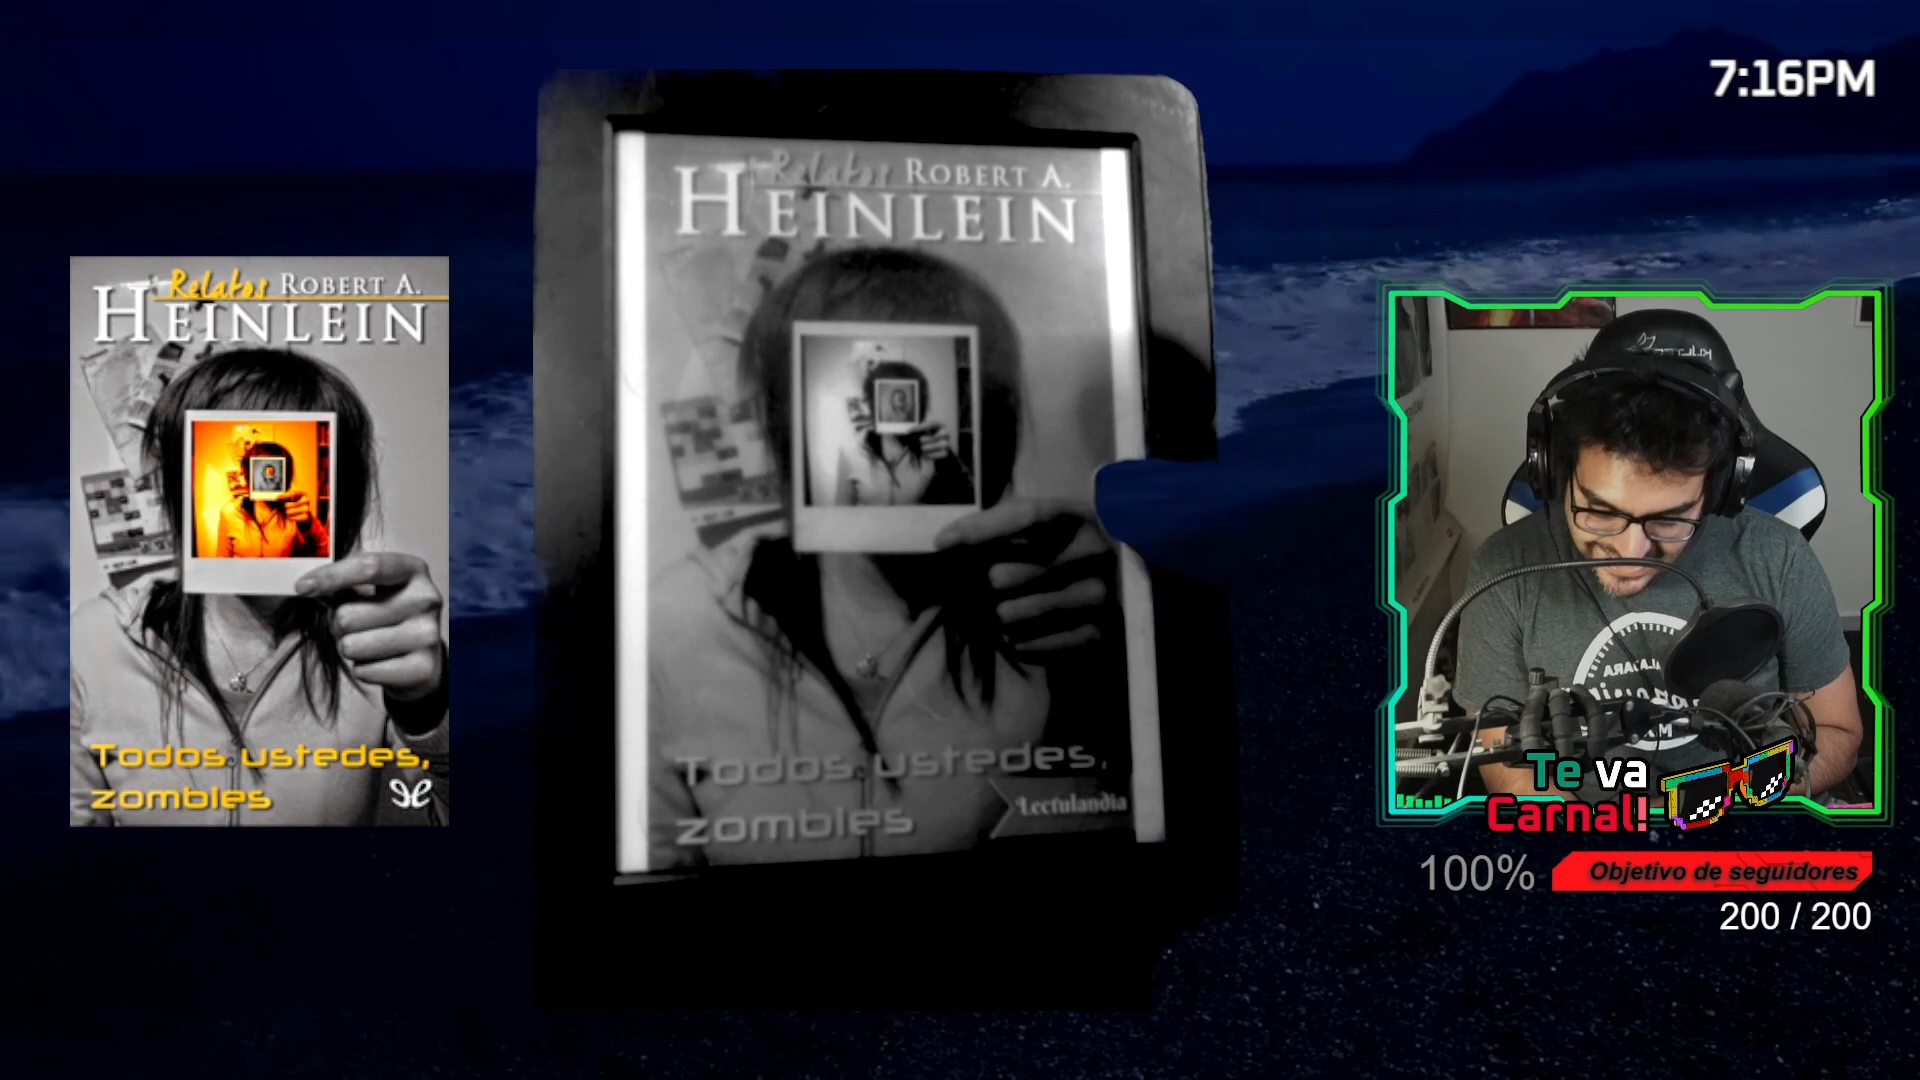 7:16PM
Relatos ROBERT A.
HEINLEIN
Todos ustedes,
zombies
Relatos ROBERT A.
HEINLEIN
Todos ustedes,
zombies
Lectulandia
Te va
Carnal!
100%
Objetivo de seguidores
200 / 200